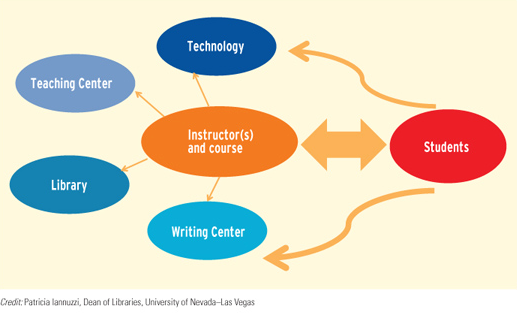 Technology
Teaching Center
Instructor(s)
and course
Students
Library
Writing Center
Credit: Patricia Iannuzzi, Dean of Libraries, University of Nevada–Las Vegas